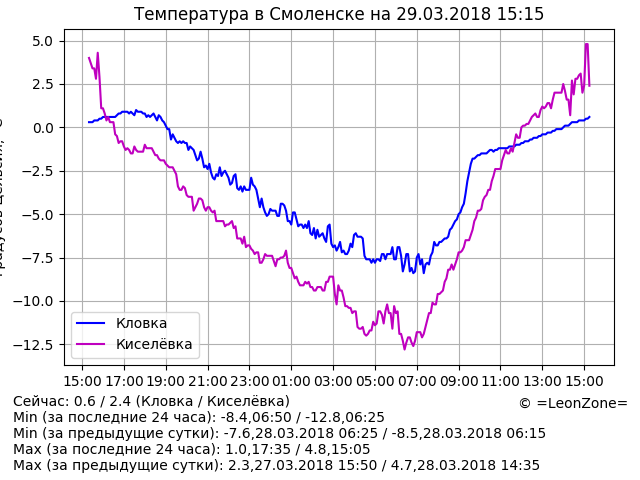 Температура в Смоленске на 29.03.2018 15:15
5.0
2.5
0.0
−2.5
−5.0
−7.5
−10.0
−12.5
Кловка
Киселёвка
15:00 17:00 19:00 21:00 23:00 01:00 03:00 05:00 07:00 09:00 11:00 13:00 15:00
Сейчас: 0.6 / 2.4 (Кловка / Киселёвка)
© =LeonZone=
Min (за последние 24 часа): -8.4,06:50 / -12.8,06:25
Min (за предыдущие сутки): -7.6,28.03.2018 06:25 / -8.5,28.03.2018 06:15
Max (за последние 24 часа): 1.0,17:35 / 4.8,15:05
Max (за предыдущие сутки): 2.3,27.03.2018 15:50 / 4.7,28.03.2018 14:35